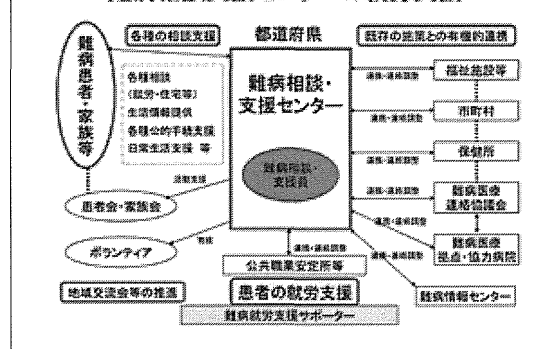 各種の相談支援
都道府県
既存の施策との有機的連携
難病患者・家族等
各種相談
(就労・住宅等)
生活情報提供
各種公的手続支援
日常生活支援 等
難病相談・
支援センター
難病相談・
支援員
連携・連絡調整
福祉施設等
連携・連絡調整
市町村
連携・連絡調整
保健所
連携・連絡調整
難病医療
連絡協議会
連携・連絡調整
難病医療
拠点・協力病院
連携・連絡調整
難病情報センター
活動支援
患者会・家族会
ボランティア
連携・連絡調整
公共職業安定所等
地域交流会等の推進
患者の就労支援
難病就労支援サポーター